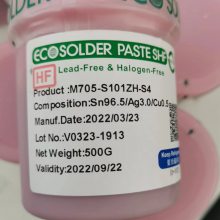 ECOSOLDER PASTE SHF
HF
Lead-Free & Halogen-Free
Product :M705-S101ZH-S4
Composition:Sn96.5/Ag3.0/Cu0.5
Manuf.Date:2022/03/23
Lot No.:V0323-1913
Net Weight:500G
Validity:2022/09/22